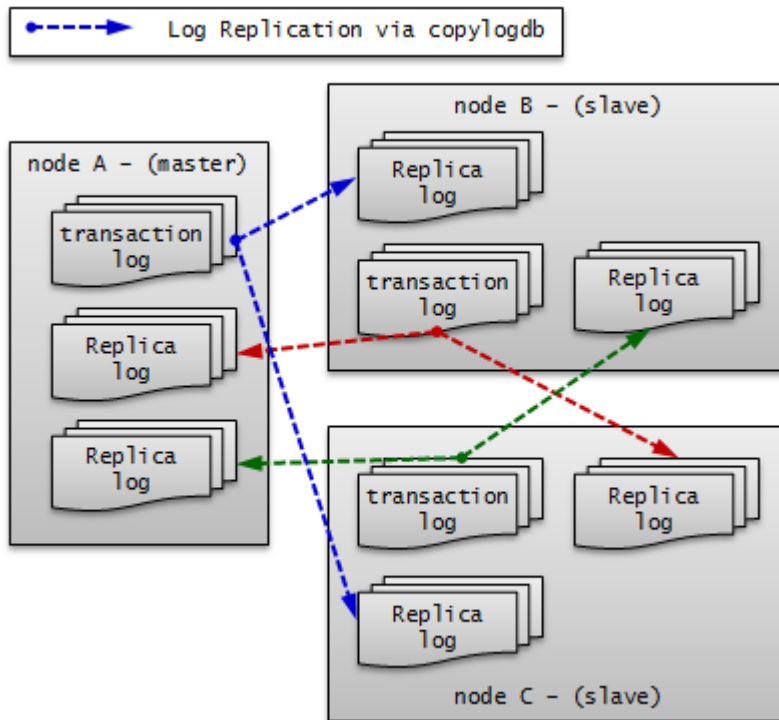 Log Replication via copylogdb
node A - (master)
transaction
log
Replica
log
Replica
log
node B - (slave)
Replica
log
transaction
log
Replica
log
transaction
log
Replica
log
Replica
log
node C - (slave)